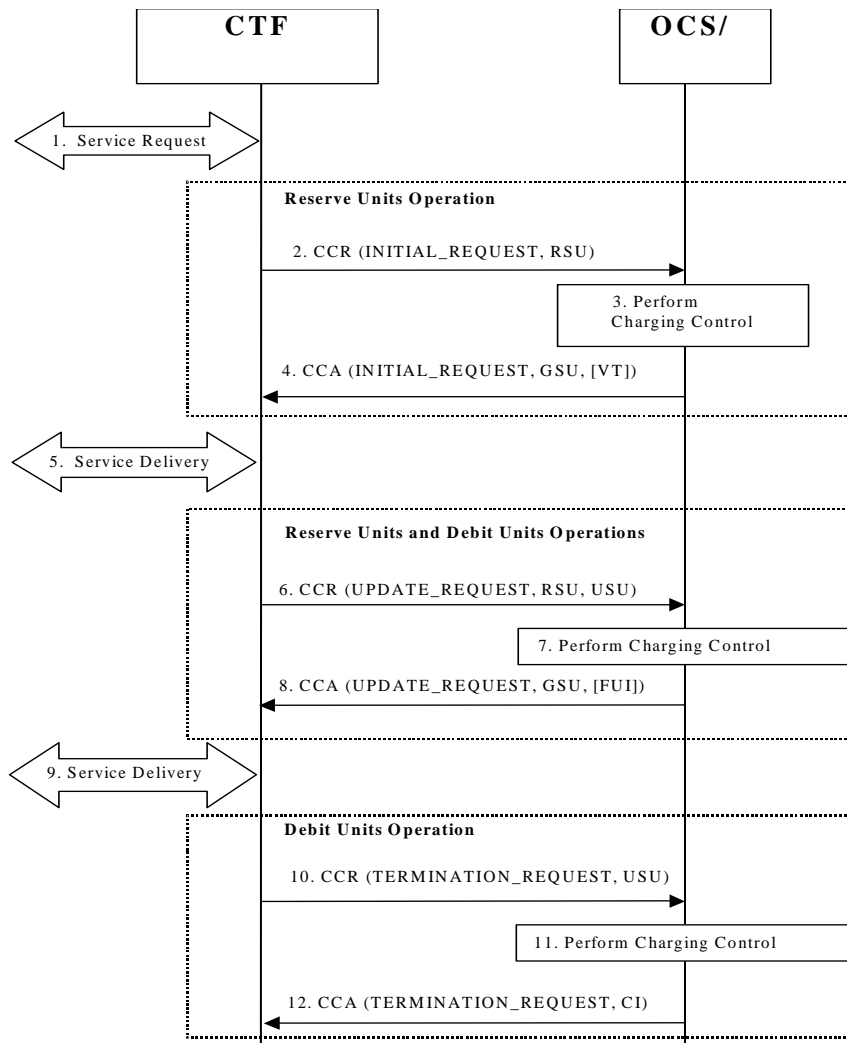 CTF
OCS/
1. Service Request
Reserve Units Operation
2. CCR (INITIAL_REQUEST, RSU)
3. Perform
Charging Control
4. CCA (INITIAL_REQUEST, GSU, [VT])
5. Service Delivery
Reserve Units and Debit Units Operations
6. CCR (UPDATE_REQUEST, RSU, USU)
7. Perform Charging Control
8. CCA (UPDATE_REQUEST, GSU, [FUI])
9. Service Delivery
Debit Units Operation
10. CCR (TERMINATION_REQUEST, USU)
11. Perform Charging Control
12. CCA (TERMINATION_REQUEST, CI)